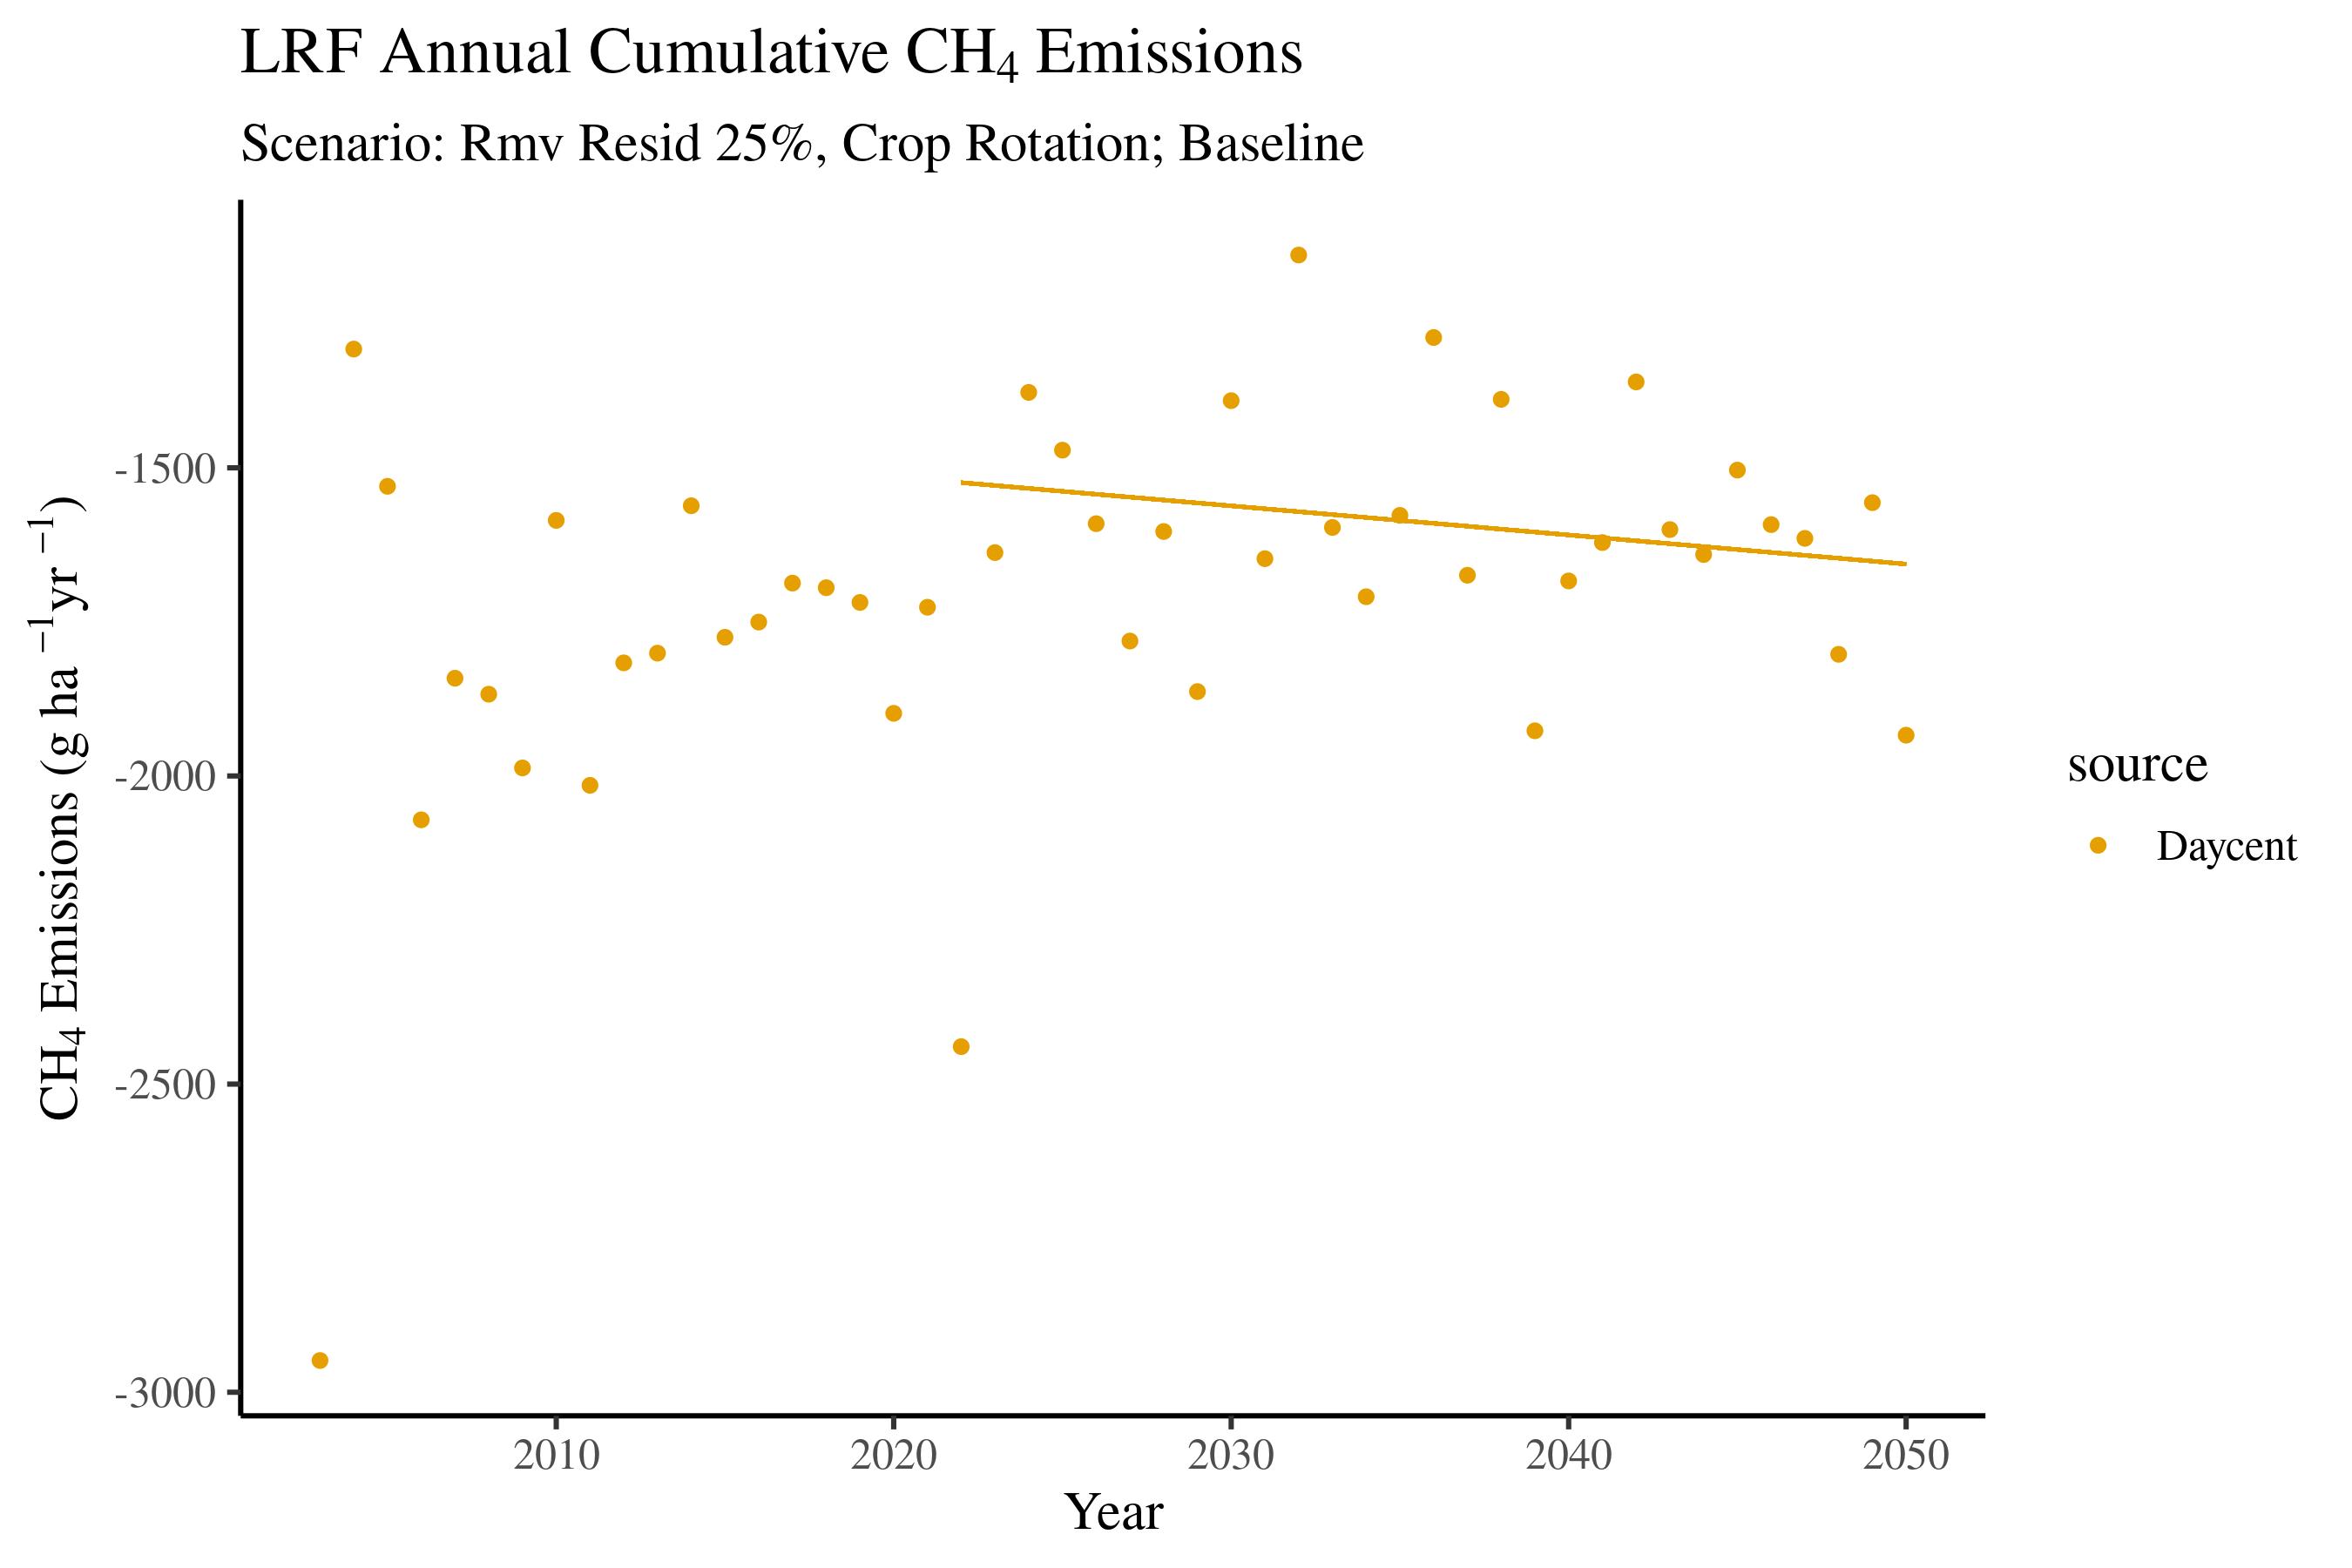 LRF Annual Cumulative CH₄ Emissions
Scenario: Rmv Resid 25%, Crop Rotation; Baseline
CH₄ Emissions (g ha ⁻¹yr ⁻¹)
-1500
-2000
-2500
-3000
2010 2020 2030 2040 2050
Year
source
Daycent